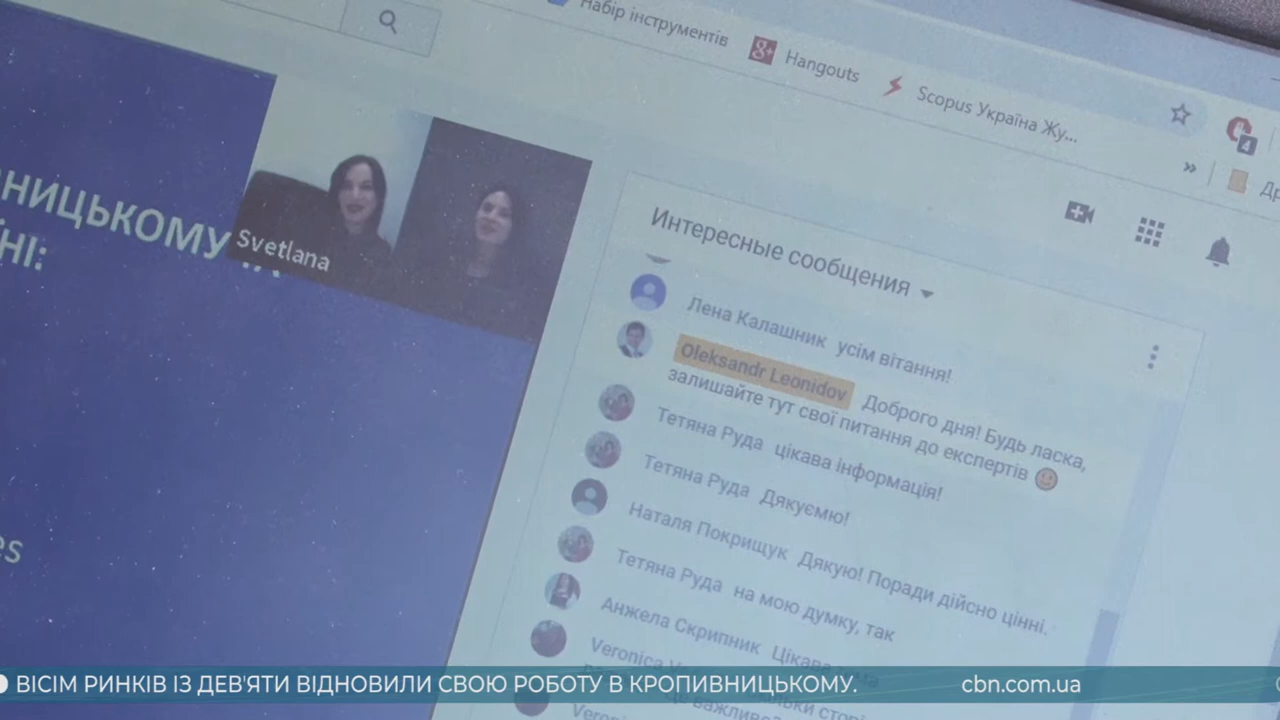 Набір інструментів
Hangouts
Scopus Україна Жу...
НИЦЬКОМУ
НІ:
Svetlana
Интересные сообщения
Лена Калашник усім вітання!
Oleksandr Leonidov Доброго дня! Будь ласка,
залишайте тут свої питання до експертів
Тетяна Руда цікава інформація!
Тетяна Руда Дякуємо!
Наталя Покрищук Дякую! Поради дійсно цінні.
Тетяна Руда на мою думку, так
Анжела Скрипник Цікава
Veronica
ВІСІМ РИНКІВ ІЗ ДЕВ'ЯТИ ВІДНОВИЛИ СВОЮ РОБОТУ В КРОПИВНИЦЬКОМУ.
cbn.com.ua